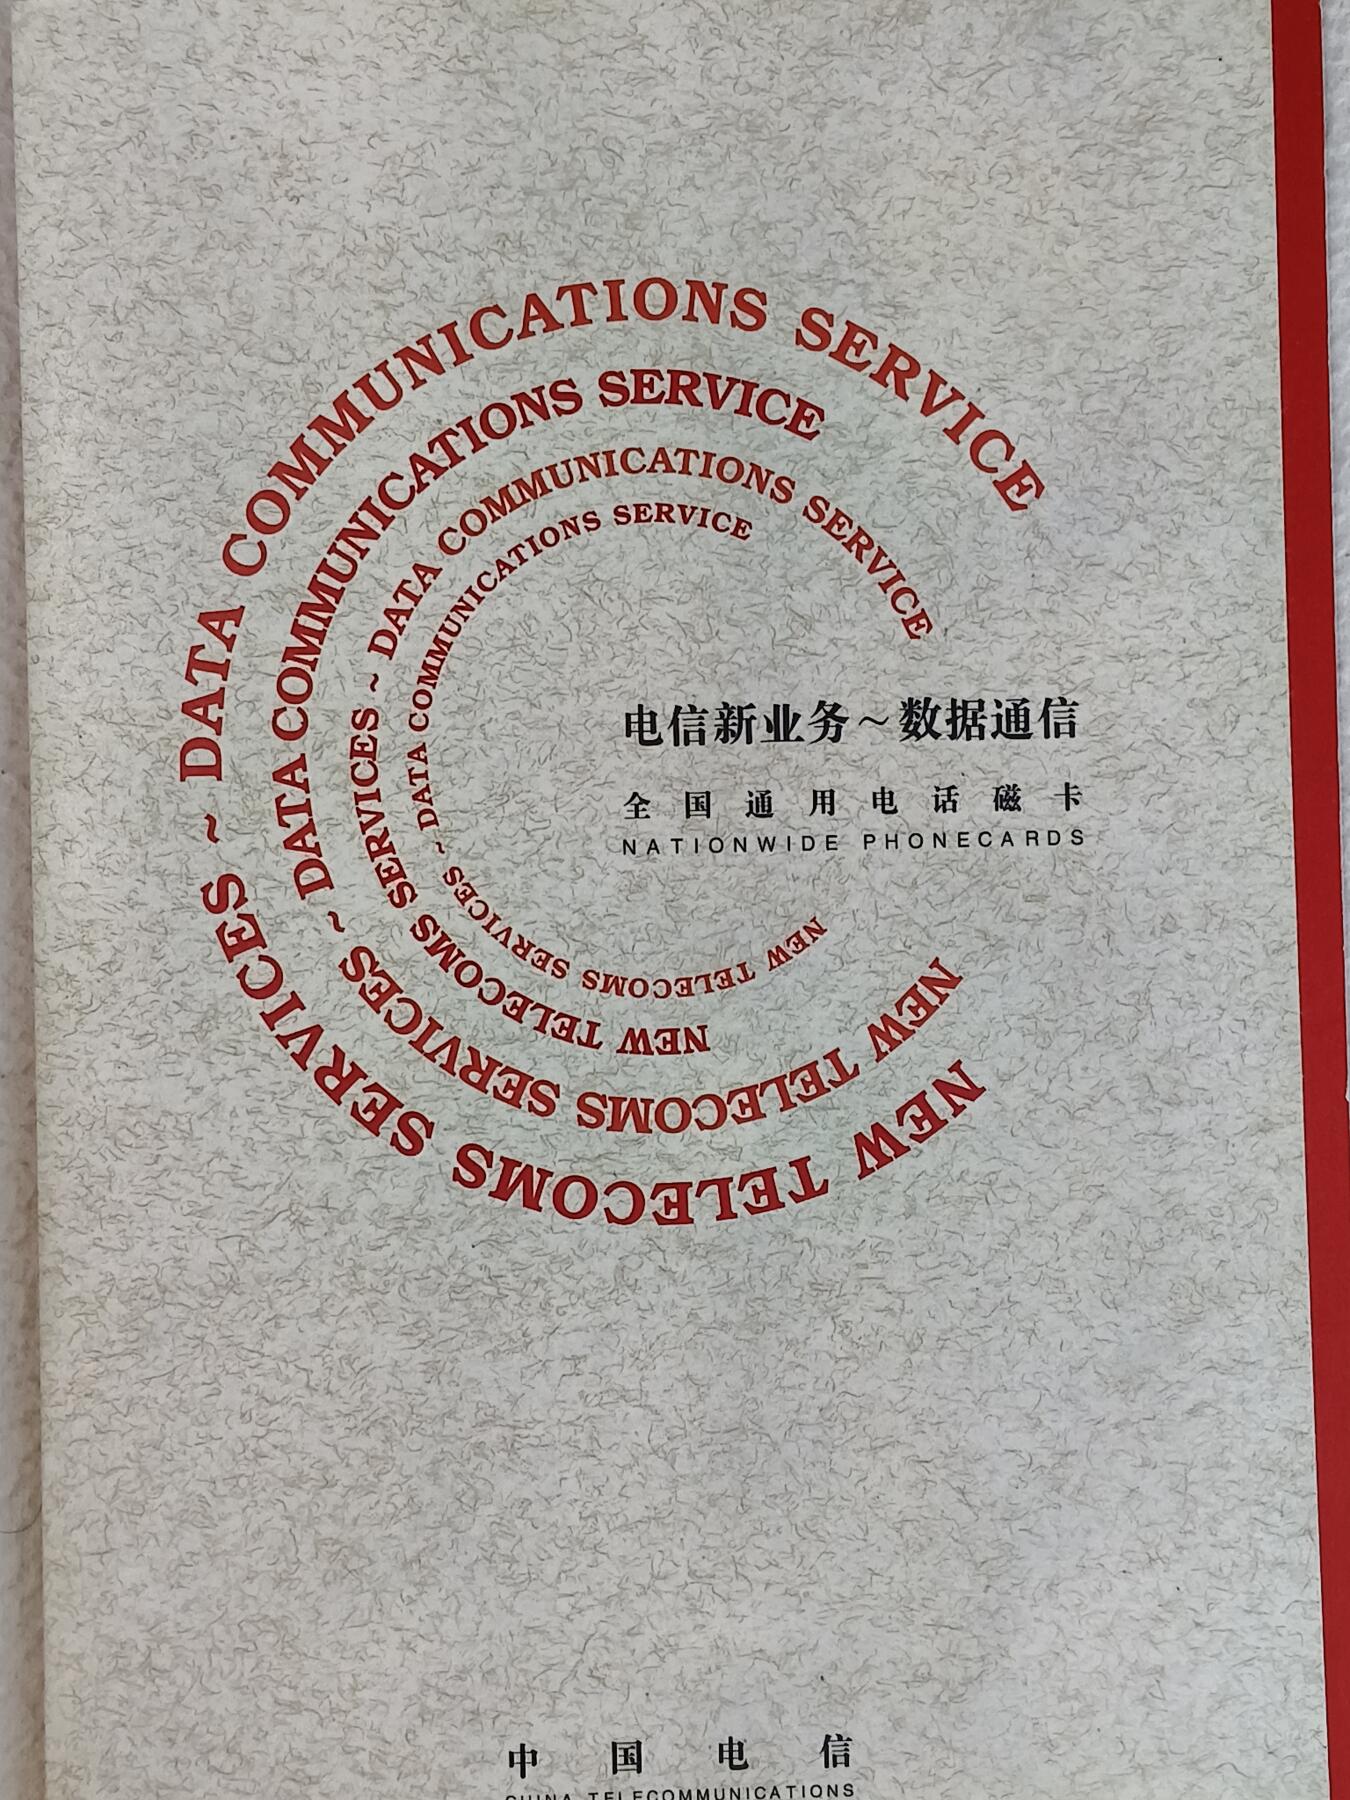 NEW TELECOMS SERVICES ~ DATA COMMUNICATIONS SERVICE
NEW TELECOMS SERVICES ~ DATA COMMUNICATIONS SERVICE
NEW TELECOMS SERVICES ~ DATA COMMUNICATIONS SERVICE
NEW TELECOMS SERVICES ~ DATA COMMUNICATIONS SERVICE
电信新业务～数据通信
全国通用电话磁卡
NATIONWIDE PHONECARDS
中国电信
CHINA TELECOMMUNICATIONS